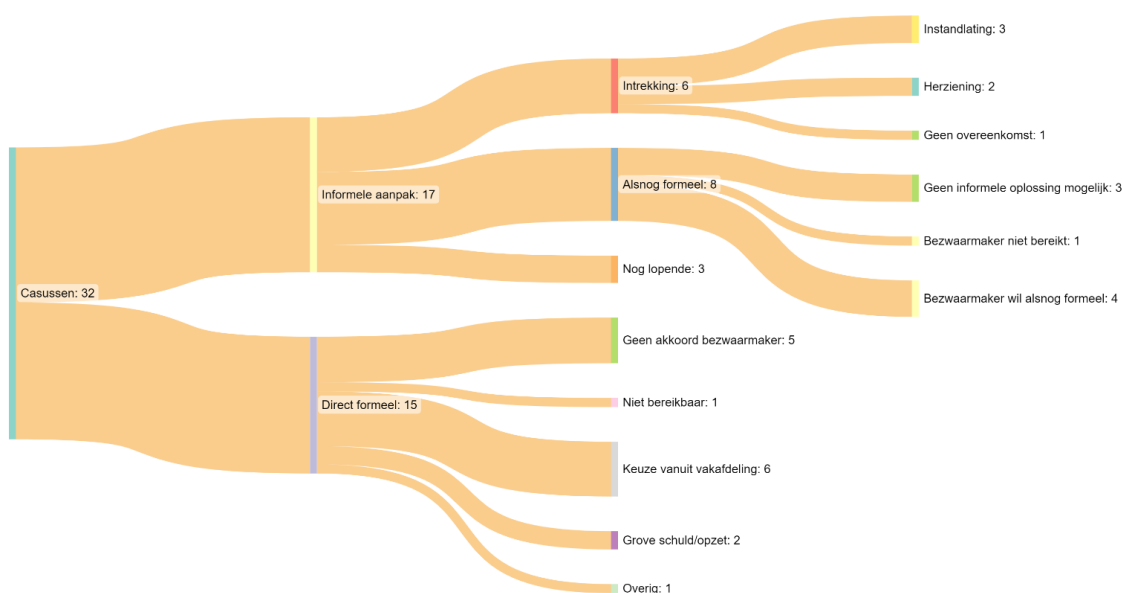 Instandlating: 3
Intrekking: 6
Herziening: 2
Geen overeenkomst: 1
Informele aanpak: 17
Alsnog formeel: 8
Geen informele oplossing mogelijk: 3
Bezwaarmaker niet bereikt: 1
Nog lopende: 3
Casussen: 32
Bezwaarmaker wil alsnog formeel: 4
Geen akkoord bezwaarmaker: 5
Direct formeel: 15
Niet bereikbaar: 1
Keuze vanuit vakafdeling: 6
Grove schuld/opzet: 2
Overig: 1